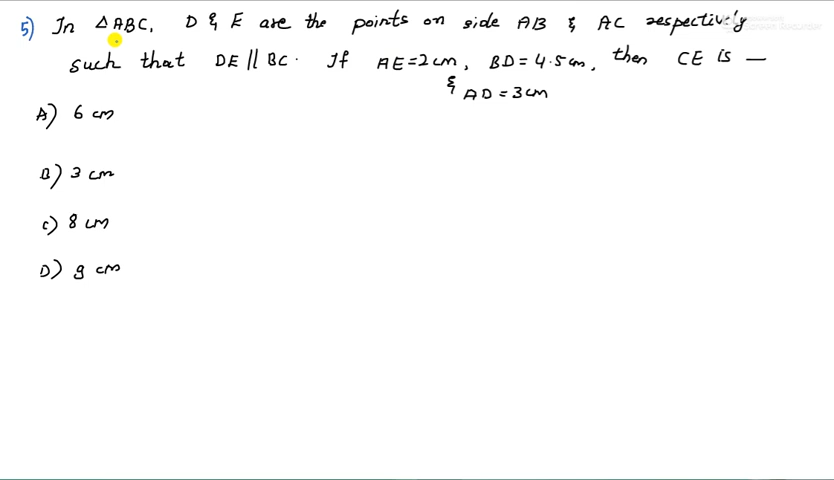 5) In △ABC, D & E are the points on side AB & AC respectively
such that DE || BC. If AE = 2 cm, BD = 4.5 cm, then CE is —
& AD = 3 cm
A) 6 cm
B) 3 cm
C) 8 cm
D) 9 cm